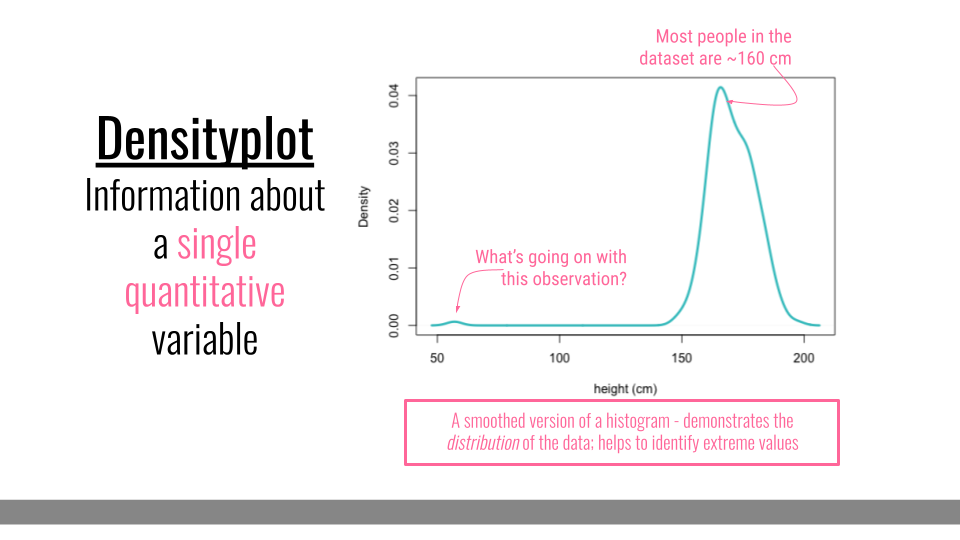 Densityplot
Information about
a single
quantitative
variable
Most people in the
dataset are ~160 cm
What's going on with
this observation?
Density
0.04
0.03
0.02
0.01
0.00
50 100 150 200
height (cm)
A smoothed version of a histogram - demonstrates the
distribution of the data; helps to identify extreme values